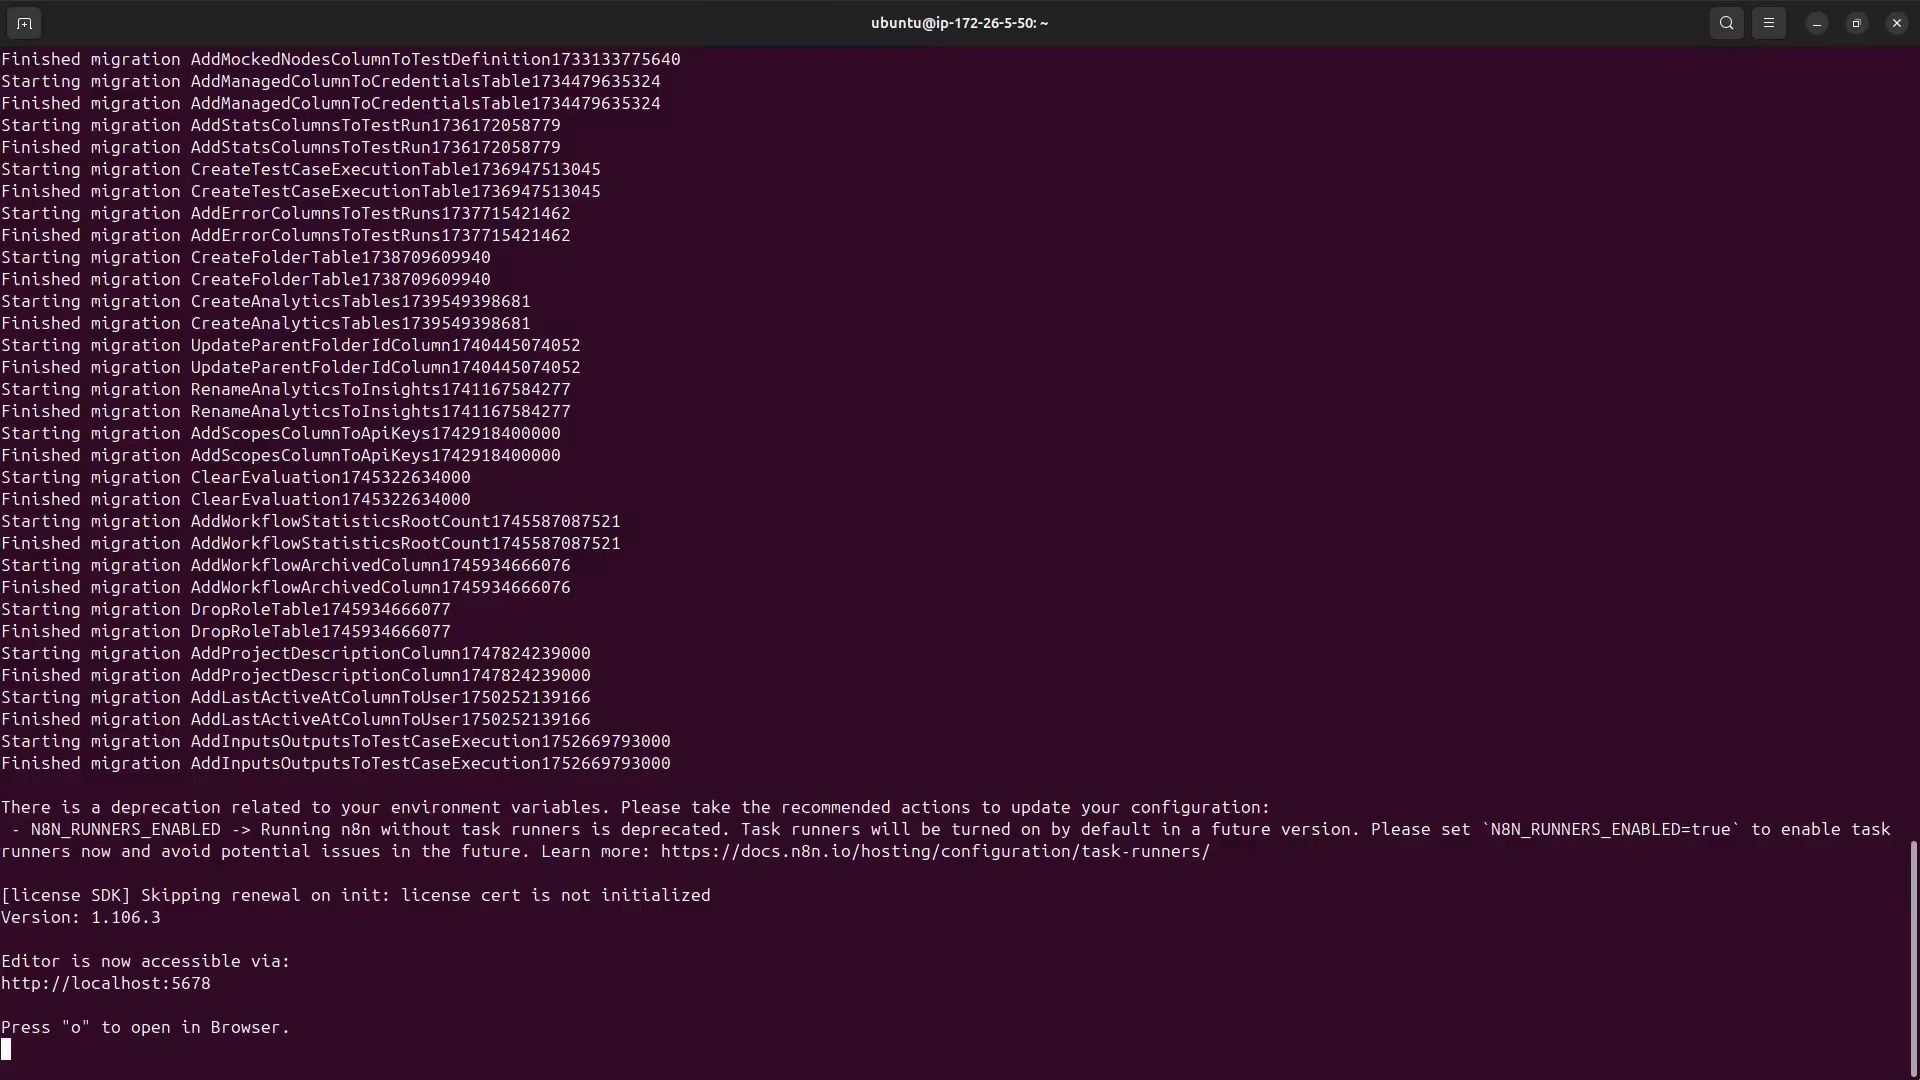 ubuntu@ip-172-26-5-50: ~
Finished migration AddMockedNodesColumnToTestDefinition1733133775640
Starting migration AddManagedColumnToCredentialsTable1734479635324
Finished migration AddManagedColumnToCredentialsTable1734479635324
Starting migration AddStatsColumnsToTestRun1736172058779
Finished migration AddStatsColumnsToTestRun1736172058779
Starting migration CreateTestCaseExecutionTable1736947513045
Finished migration CreateTestCaseExecutionTable1736947513045
Starting migration AddErrorColumnsToTestRuns1737715421462
Finished migration AddErrorColumnsToTestRuns1737715421462
Starting migration CreateFolderTable1738709609940
Finished migration CreateFolderTable1738709609940
Starting migration CreateAnalyticsTables1739549398681
Finished migration CreateAnalyticsTables1739549398681
Starting migration UpdateParentFolderIdColumn1740445074052
Finished migration UpdateParentFolderIdColumn1740445074052
Starting migration RenameAnalyticsToInsights1741167584277
Finished migration RenameAnalyticsToInsights1741167584277
Starting migration AddScopesColumnToApiKeys1742918400000
Finished migration AddScopesColumnToApiKeys1742918400000
Starting migration ClearEvaluation1745322634000
Finished migration ClearEvaluation1745322634000
Starting migration AddWorkflowStatisticsRootCount1745587087521
Finished migration AddWorkflowStatisticsRootCount1745587087521
Starting migration AddWorkflowArchivedColumn1745934666076
Finished migration AddWorkflowArchivedColumn1745934666076
Starting migration DropRoleTable1745934666077
Finished migration DropRoleTable1745934666077
Starting migration AddProjectDescriptionColumn1747824239000
Finished migration AddProjectDescriptionColumn1747824239000
Starting migration AddLastActiveAtColumnToUser1750252139166
Finished migration AddLastActiveAtColumnToUser1750252139166
Starting migration AddInputsOutputsToTestCaseExecution1752669793000
Finished migration AddInputsOutputsToTestCaseExecution1752669793000
There is a deprecation related to your environment variables. Please take the recommended actions to update your configuration:
- N8N_RUNNERS_ENABLED -> Running n8n without task runners is deprecated. Task runners will be turned on by default in a future version. Please set `N8N_RUNNERS_ENABLED=true` to enable task
runners now and avoid potential issues in the future. Learn more: https://docs.n8n.io/hosting/configuration/task-runners/
[license SDK] Skipping renewal on init: license cert is not initialized
Version: 1.106.3
Editor is now accessible via:
http://localhost:5678
Press "o" to open in Browser.